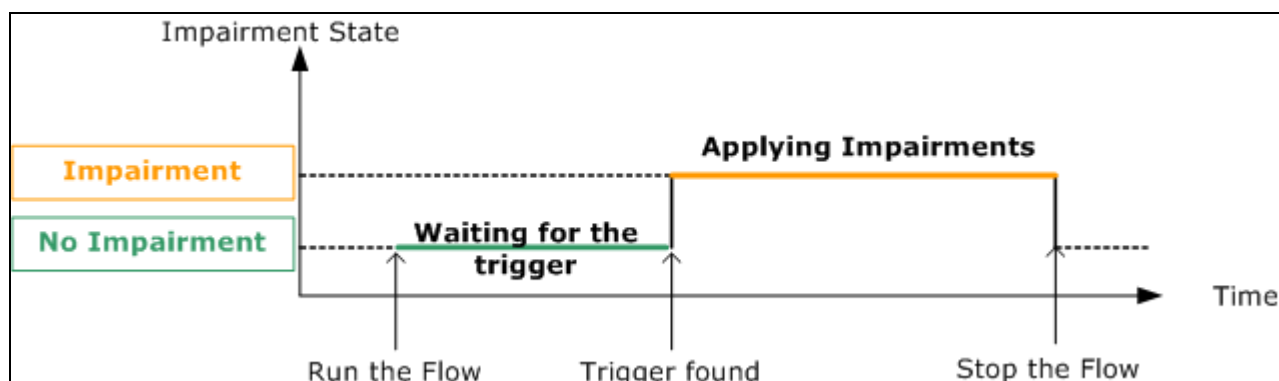 Impairment State
Applying Impairments
Impairment
No Impairment
Waiting for the
trigger
Time
Run the Flow
Trigger found
Stop the Flow